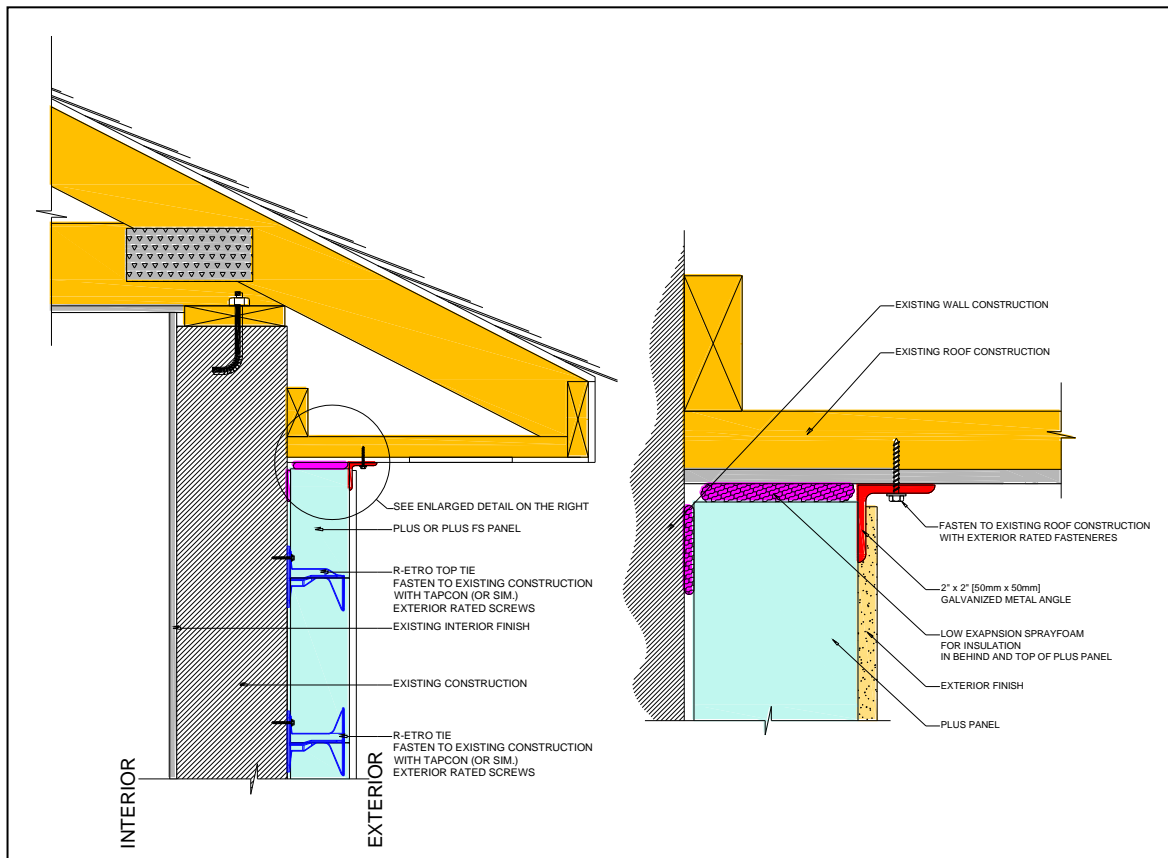 SEE ENLARGED DETAIL ON THE RIGHT
PLUS OR PLUS FS PANEL
R-ETRO TOP TIE
FASTEN TO EXISTING CONSTRUCTION
WITH TAPCON (OR SIM.)
EXTERIOR RATED SCREWS
EXISTING INTERIOR FINISH
EXISTING CONSTRUCTION
R-ETRO TIE
FASTEN TO EXISTING CONSTRUCTION
WITH TAPCON (OR SIM.)
EXTERIOR RATED SCREWS
INTERIOR
EXTERIOR
EXISTING WALL CONSTRUCTION
EXISTING ROOF CONSTRUCTION
FASTEN TO EXISTING ROOF CONSTRUCTION
WITH EXTERIOR RATED FASTENERES
2" x 2" [50mm x 50mm]
GALVANIZED METAL ANGLE
LOW EXAPNSION SPRAYFOAM
FOR INSULATION
IN BEHIND AND TOP OF PLUS PANEL
EXTERIOR FINISH
PLUS PANEL